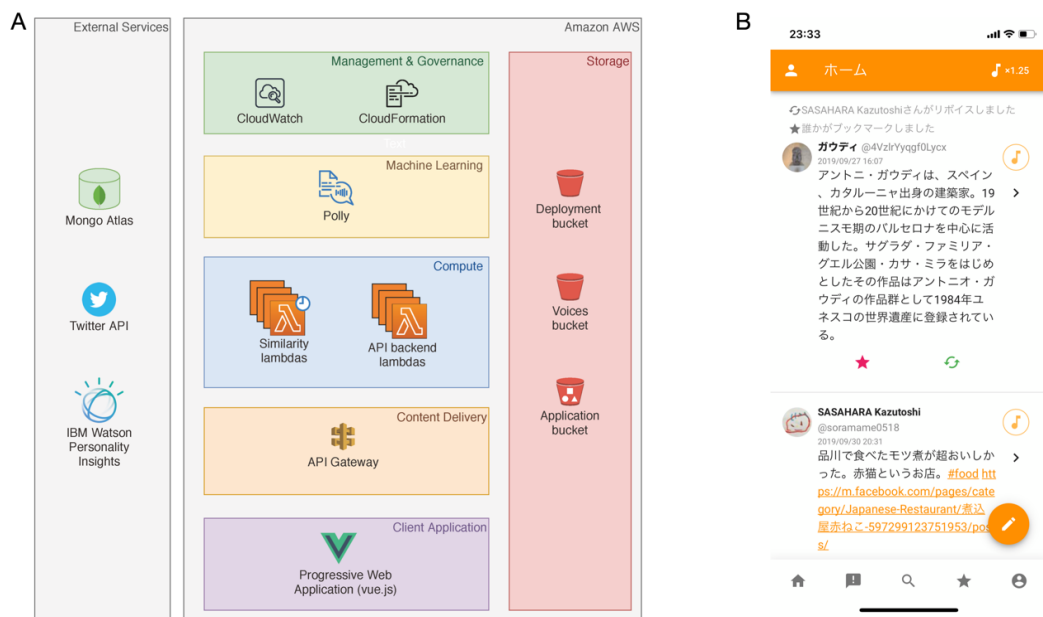 A
External Services
Amazon AWS
Management & Governance
Storage
CloudWatch
CloudFormation
Text
Machine Learning
Polly
Mongo Atlas
Deployment
bucket
Compute
Twitter API
Similarity
lambdas
API backend
lambdas
Voices
bucket
IBM Watson
Personality
Insights
Content Delivery
API Gateway
Application
bucket
Client Application
Progressive Web
Application (vue.js)
B
23:33
ホーム
×1.25
SASAHARA Kazutoshiさんがリポイスしました
誰かがブックマークしました
ガウディ @4VzlrYyqgf0Lycx
2019/09/27 16:07
アントニ・ガウディは、スペイン
、カタルーニャ出身の建築家。19
世紀から20世紀にかけてのモデル
ニスモ期のバルセロナを中心に活
動した。サグラダ・ファミリア・
グエル公園・カサ・ミラをはじめ
としたその作品はアントニオ・ガ
ウディの作品群として1984年ユ
ネスコの世界遺産に登録されてい
る。
SASAHARA Kazutoshi
@soramame0518
2019/09/30 20:31
品川で食べたモツ煮が超おいしか
った。赤猫というお店。#food htt
ps://m.facebook.com/pages/cate
gory/Japanese-Restaurant/煮込
屋赤ねこ-597299123751953/pos
s/